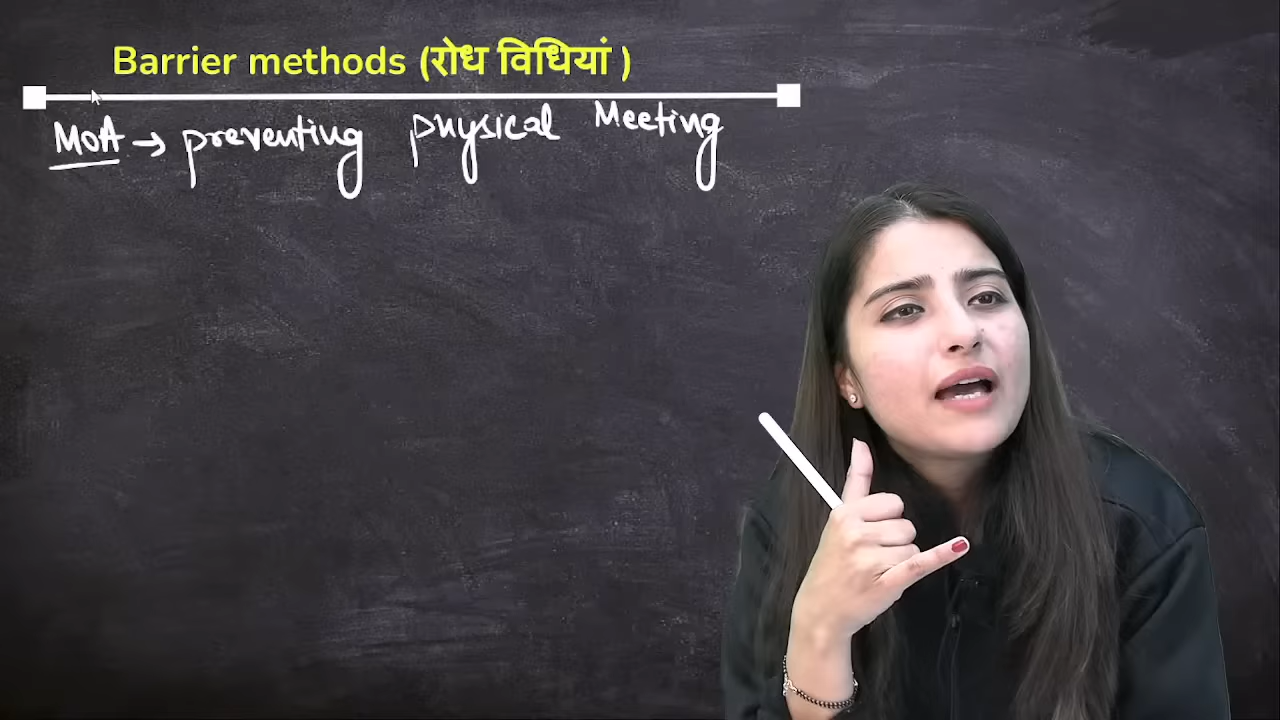 Barrier methods (रोध विधियां )
MOA → preventing physical Meeting